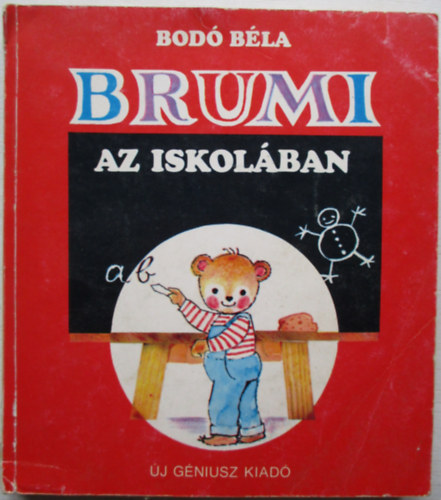 BODÓ BÉLA
BRUMI
AZ ISKOLÁBAN
ab
ÚJ GÉNIUSZ KIADÓ